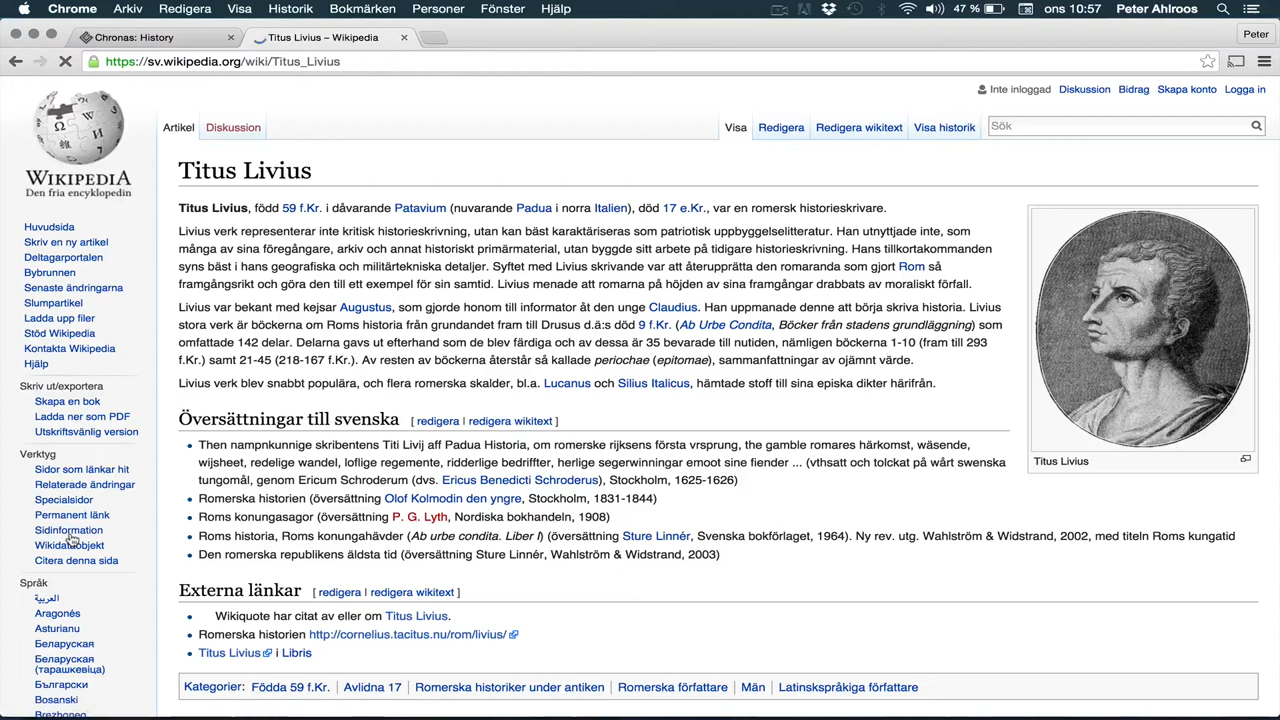 Chrome Arkiv Redigera Visa Historik Bokmärken Personer Fönster Hjälp 47 % ons 10:57 Peter Ahlroos
Chronas: History Titus Livius – Wikipedia Peter
https://sv.wikipedia.org/wiki/Titus_Livius
Inte inloggad Diskussion Bidrag Skapa konto Logga in
Artikel Diskussion Visa Redigera Redigera wikitext Visa historik Sök
WIKIPEDIA
Den fria encyklopedin
Huvudsida
Skriv en ny artikel
Deltagarportalen
Bybrunnen
Senaste ändringarna
Slumpartikel
Ladda upp filer
Stöd Wikipedia
Kontakta Wikipedia
Hjälp
Skriv ut/exportera
Skapa en bok
Ladda ner som PDF
Utskriftsvänlig version
Verktyg
Sidor som länkar hit
Relaterade ändringar
Specialsidor
Permanent länk
Sidinformation
Wikidataobjekt
Citera denna sida
Språk
العربية
Aragonés
Asturianu
Беларуская
Беларуская
(тарашкевіца)
Български
Bosanski
Brezhoneg
Titus Livius
Titus Livius, född 59 f.Kr. i dåvarande Patavium (nuvarande Padua i norra Italien), död 17 e.Kr., var en romersk historieskrivare.
Livius verk representerar inte kritisk historieskrivning, utan kan bäst karaktäriseras som patriotisk uppbyggelselitteratur. Han utnyttjade inte, som
många av sina föregångare, arkiv och annat historiskt primärmaterial, utan byggde sitt arbete på tidigare historieskrivning. Hans tillkortakommanden
syns bäst i hans geografiska och militärtekniska detaljer. Syftet med Livius skrivande var att återupprätta den romaranda som gjort Rom så
framgångsrikt och göra den till ett exempel för sin samtid. Livius menade att romarna på höjden av sina framgångar drabbats av moraliskt förfall.
Livius var bekant med kejsar Augustus, som gjorde honom till informator åt den unge Claudius. Han uppmanade denne att börja skriva historia. Livius
stora verk är böckerna om Roms historia från grundandet fram till Drusus d.ä:s död 9 f.Kr. (Ab Urbe Condita, Böcker från stadens grundläggning) som
omfattade 142 delar. Delarna gavs ut efterhand som de blev färdiga och av dessa är 35 bevarade till nutiden, nämligen böckerna 1-10 (fram till 293
f.Kr.) samt 21-45 (218-167 f.Kr.). Av resten av böckerna återstår så kallade periochae (epitomae), sammanfattningar av ojämnt värde.
Livius verk blev snabbt populära, och flera romerska skalder, bl.a. Lucanus och Silius Italicus, hämtade stoff till sina episka dikter härifrån.
Titus Livius
Översättningar till svenska [ redigera | redigera wikitext ]
Then nampnkunnige skribentens Titi Livij aff Padua Historia, om romerske rijksens första vrsprung, the gamble romares härkomst, wäsende,
wijsheet, redelige wandel, loflige regemente, ridderlige bedriffter, herlige segerwinningar emoot sine fiender ... (vthsatt och tolckat på wårt swenska
tungomål, genom Ericum Schroderum (dvs. Ericus Benedicti Schroderus), Stockholm, 1625-1626)
Romerska historien (översättning Olof Kolmodin den yngre, Stockholm, 1831-1844)
Roms konungasagor (översättning P. G. Lyth, Nordiska bokhandeln, 1908)
Roms historia, Roms konungahävder (Ab urbe condita. Liber I) (översättning Sture Linnér, Svenska bokförlaget, 1964). Ny rev. utg. Wahlström & Widstrand, 2002, med titeln Roms kungatid
Den romerska republikens äldsta tid (översättning Sture Linnér, Wahlström & Widstrand, 2003)
Externa länkar [ redigera | redigera wikitext ]
Wikiquote har citat av eller om Titus Livius.
Romerska historien http://cornelius.tacitus.nu/rom/livius/
Titus Livius i Libris
Kategorier: Födda 59 f.Kr. | Avlidna 17 | Romerska historiker under antiken | Romerska författare | Män | Latinskspråkiga författare